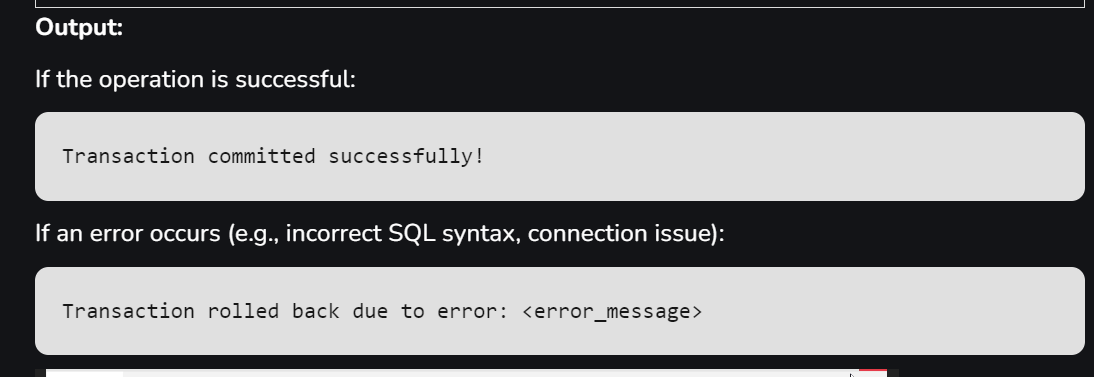 Output:
If the operation is successful:
Transaction committed successfully!
If an error occurs (e.g., incorrect SQL syntax, connection issue):
Transaction rolled back due to error: <error_message>